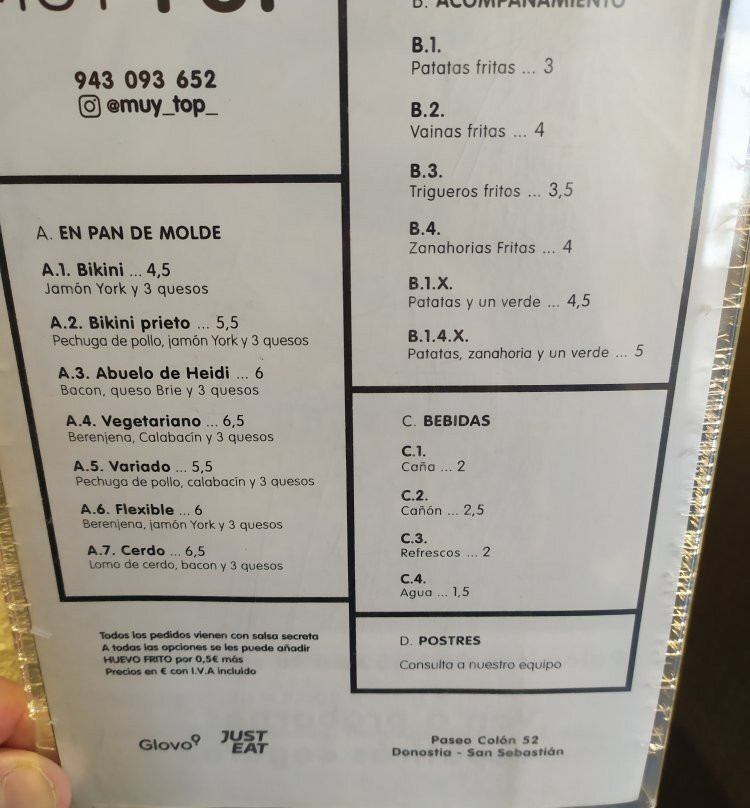 943 093 652
@muy_top_
A. EN PAN DE MOLDE
A.1. Bikini ... 4,5
Jamón York y 3 quesos
A.2. Bikini prieto ... 5,5
Pechuga de pollo, jamón York y 3 quesos
A.3. Abuelo de Heidi ... 6
Bacon, queso Brie y 3 quesos
A.4. Vegetariano ... 6,5
Berenjena, Calabacín y 3 quesos
A.5. Variado ... 5,5
Pechuga de pollo, calabacín y 3 quesos
A.6. Flexible ... 6
Berenjena, jamón York y 3 quesos
A.7. Cerdo ... 6,5
Lomo de cerdo, bacon y 3 quesos
Todos los pedidos vienen con salsa secreta
A todas las opciones se les puede añadir
HUEVO FRITO por 0,5€ más
Precios en € con I.V.A incluido
Glovo
JUST
EAT
B. ACOMPAÑAMIENTO
B.1.
Patatas fritas ... 3
B.2.
Vainas fritas ... 4
B.3.
Trigueros fritos ... 3,5
B.4.
Zanahorias Fritas ... 4
B.1.X.
Patatas y un verde ... 4,5
B.1.4.X.
Patatas, zanahoria y un verde ... 5
C. BEBIDAS
C.1.
Caña ... 2
C.2.
Cañón ... 2,5
C.3.
Refrescos ... 2
C.4.
Agua ... 1,5
D. POSTRES
Consulta a nuestro equipo
Paseo Colón 52
Donostia - San Sebastián